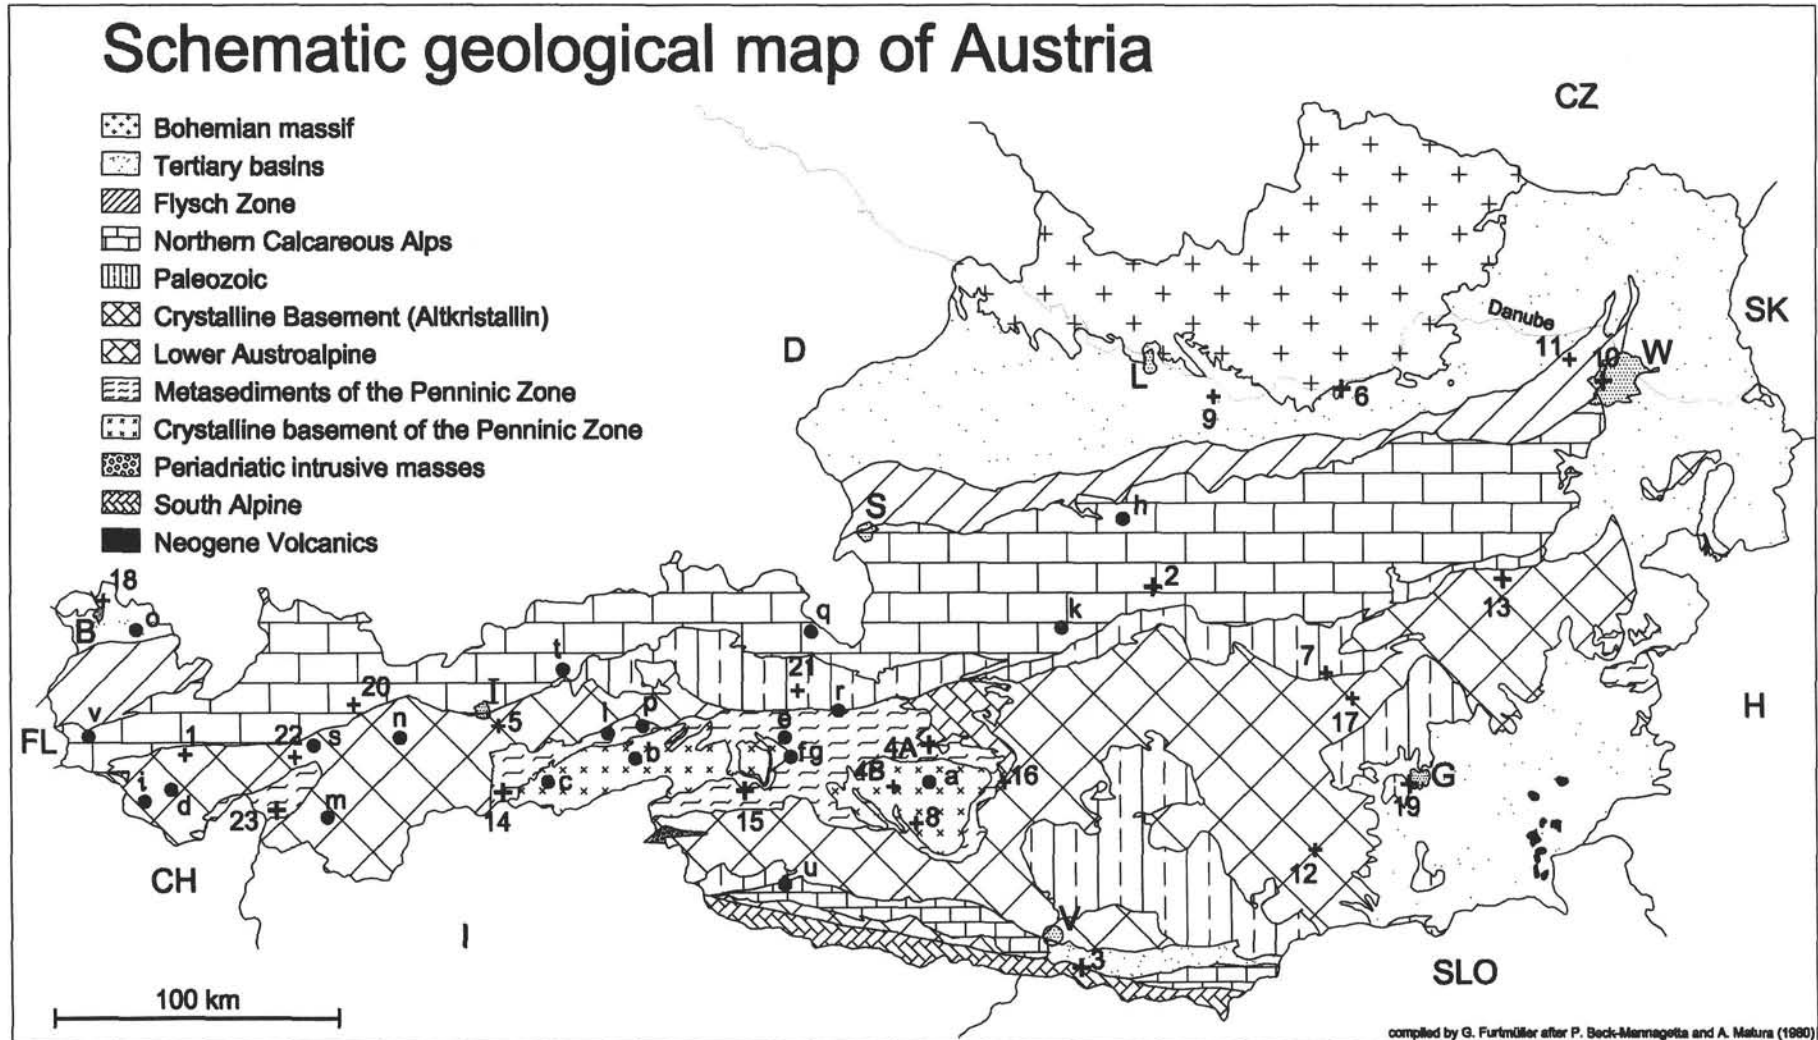 Schematic geological map of Austria
Bohemian massif
Tertiary basins
Flysch Zone
Northern Calcareous Alps
Paleozoic
Crystalline Basement (Altkristallin)
Lower Austroalpine
Metasediments of the Penninic Zone
Crystalline basement of the Penninic Zone
Periadriatic intrusive masses
South Alpine
Neogene Volcanics
CZ
SK
Danube
D
11
10
W
L
6
9
S
h
2
13
18
B
o
q
k
t
21
7
20
I
5
17
H
FL
v
1
22
s
n
l
p
r
e
fg
b
4A
4B
a
16
G
19
i
d
c
23
m
14
15
8
12
CH
u
V
I
3
SLO
100 km
compiled by G. Furtmüller after P. Beck-Mannagetta and A. Matura (1980)